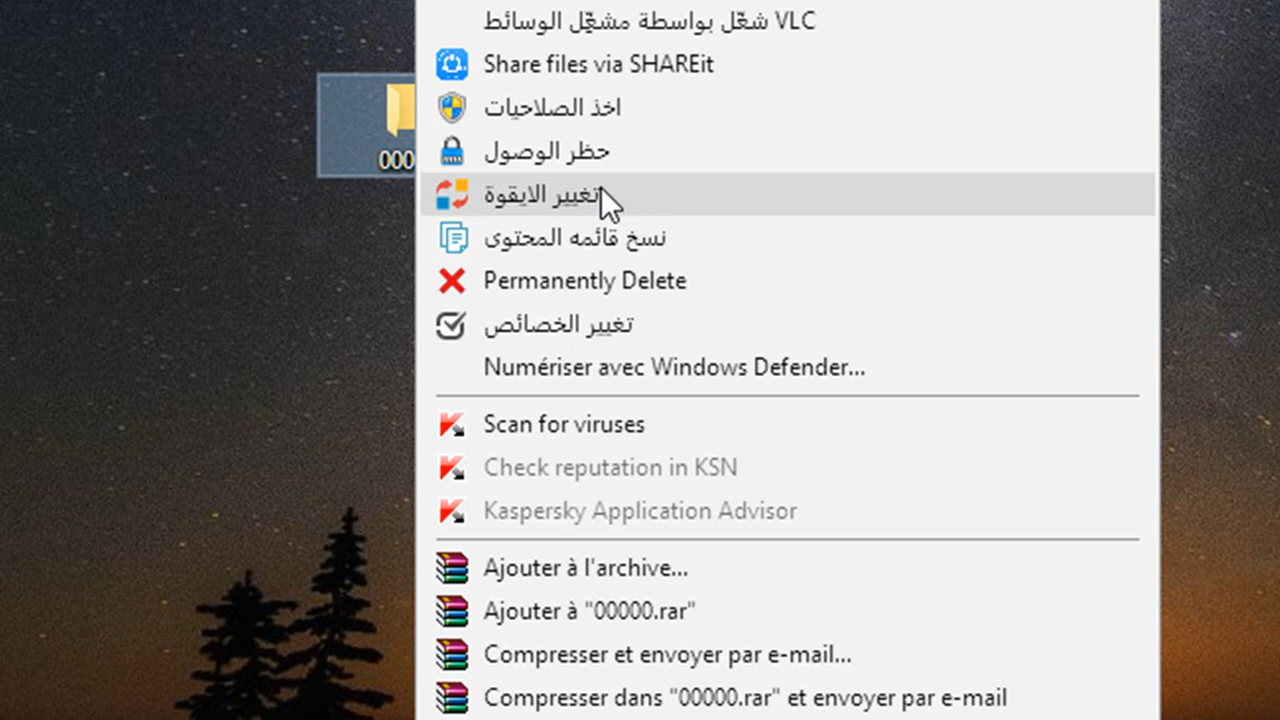 شغّل بواسطة مشغّل الوسائط VLC
Share files via SHAREit
000
اخذ الصلاحيات
حظر الوصول
تغيير الايقوة
نسخ قائمه المحتوى
Permanently Delete
تغيير الخصائص
Numériser avec Windows Defender...
Scan for viruses
Check reputation in KSN
Kaspersky Application Advisor
Ajouter à l'archive...
Ajouter à "00000.rar"
Compresser et envoyer par e-mail...
Compresser dans "00000.rar" et envoyer par e-mail